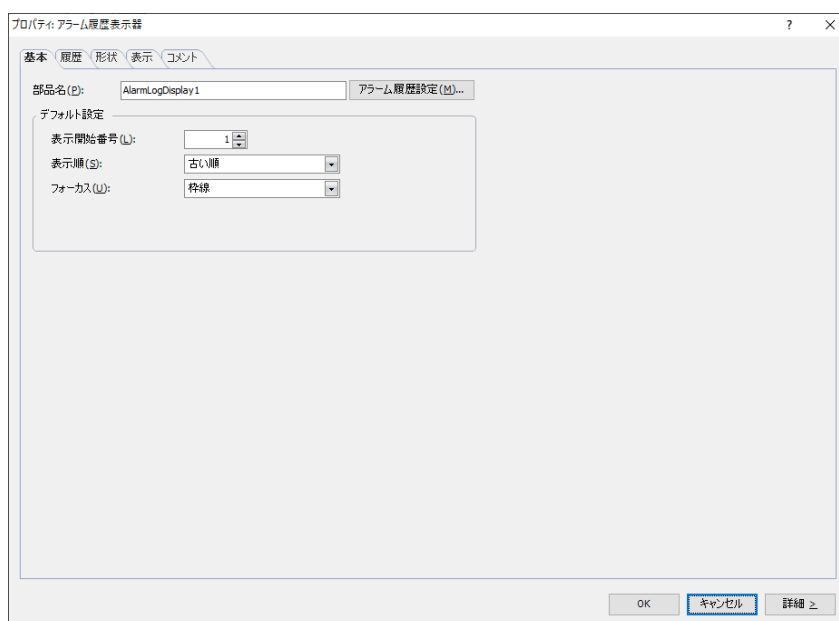 プロパティ: アラーム履歴表示器 ? ×
基本 履歴 形状 表示 コメント
部品名(P): AlarmLogDisplay1 アラーム履歴設定(M)...
デフォルト設定
表示開始番号(L): 1
表示順(S): 古い順
フォーカス(U): 枠線
OK キャンセル 詳細 >